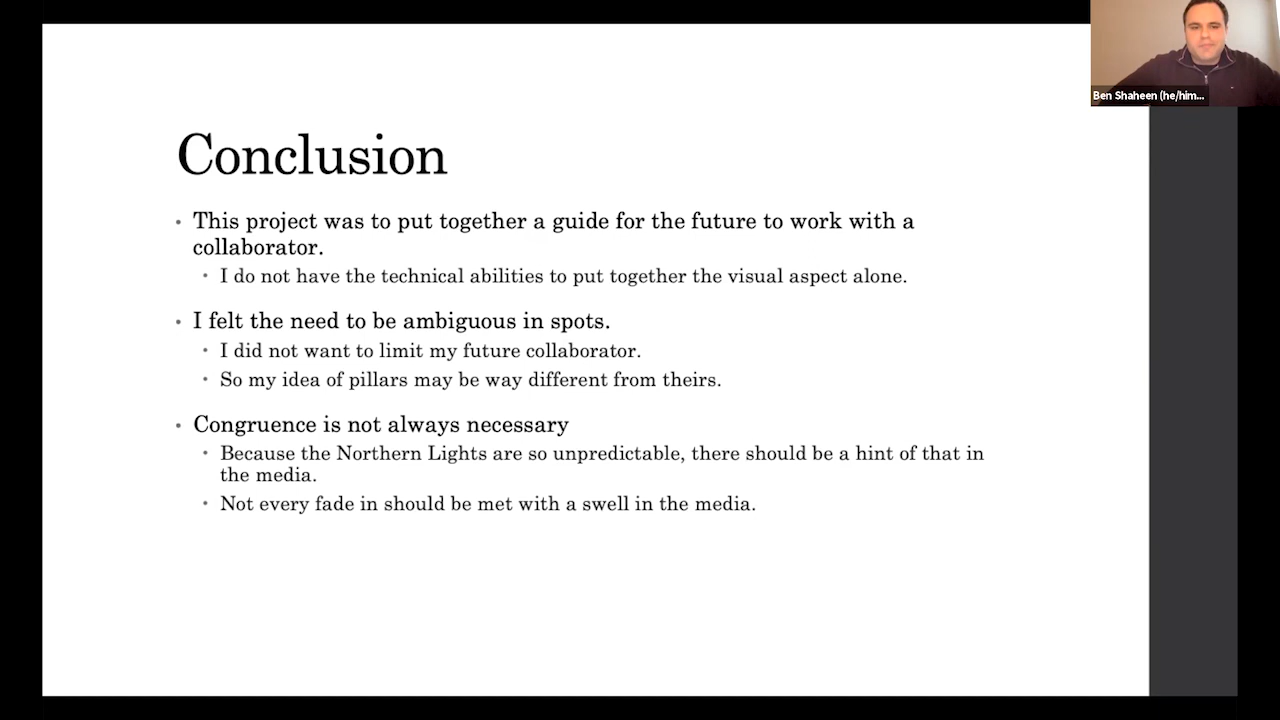 Ben Shaheen (he/him...
Conclusion
• This project was to put together a guide for the future to work with a
collaborator.
• I do not have the technical abilities to put together the visual aspect alone.
• I felt the need to be ambiguous in spots.
• I did not want to limit my future collaborator.
• So my idea of pillars may be way different from theirs.
• Congruence is not always necessary
• Because the Northern Lights are so unpredictable, there should be a hint of that in
the media.
• Not every fade in should be met with a swell in the media.